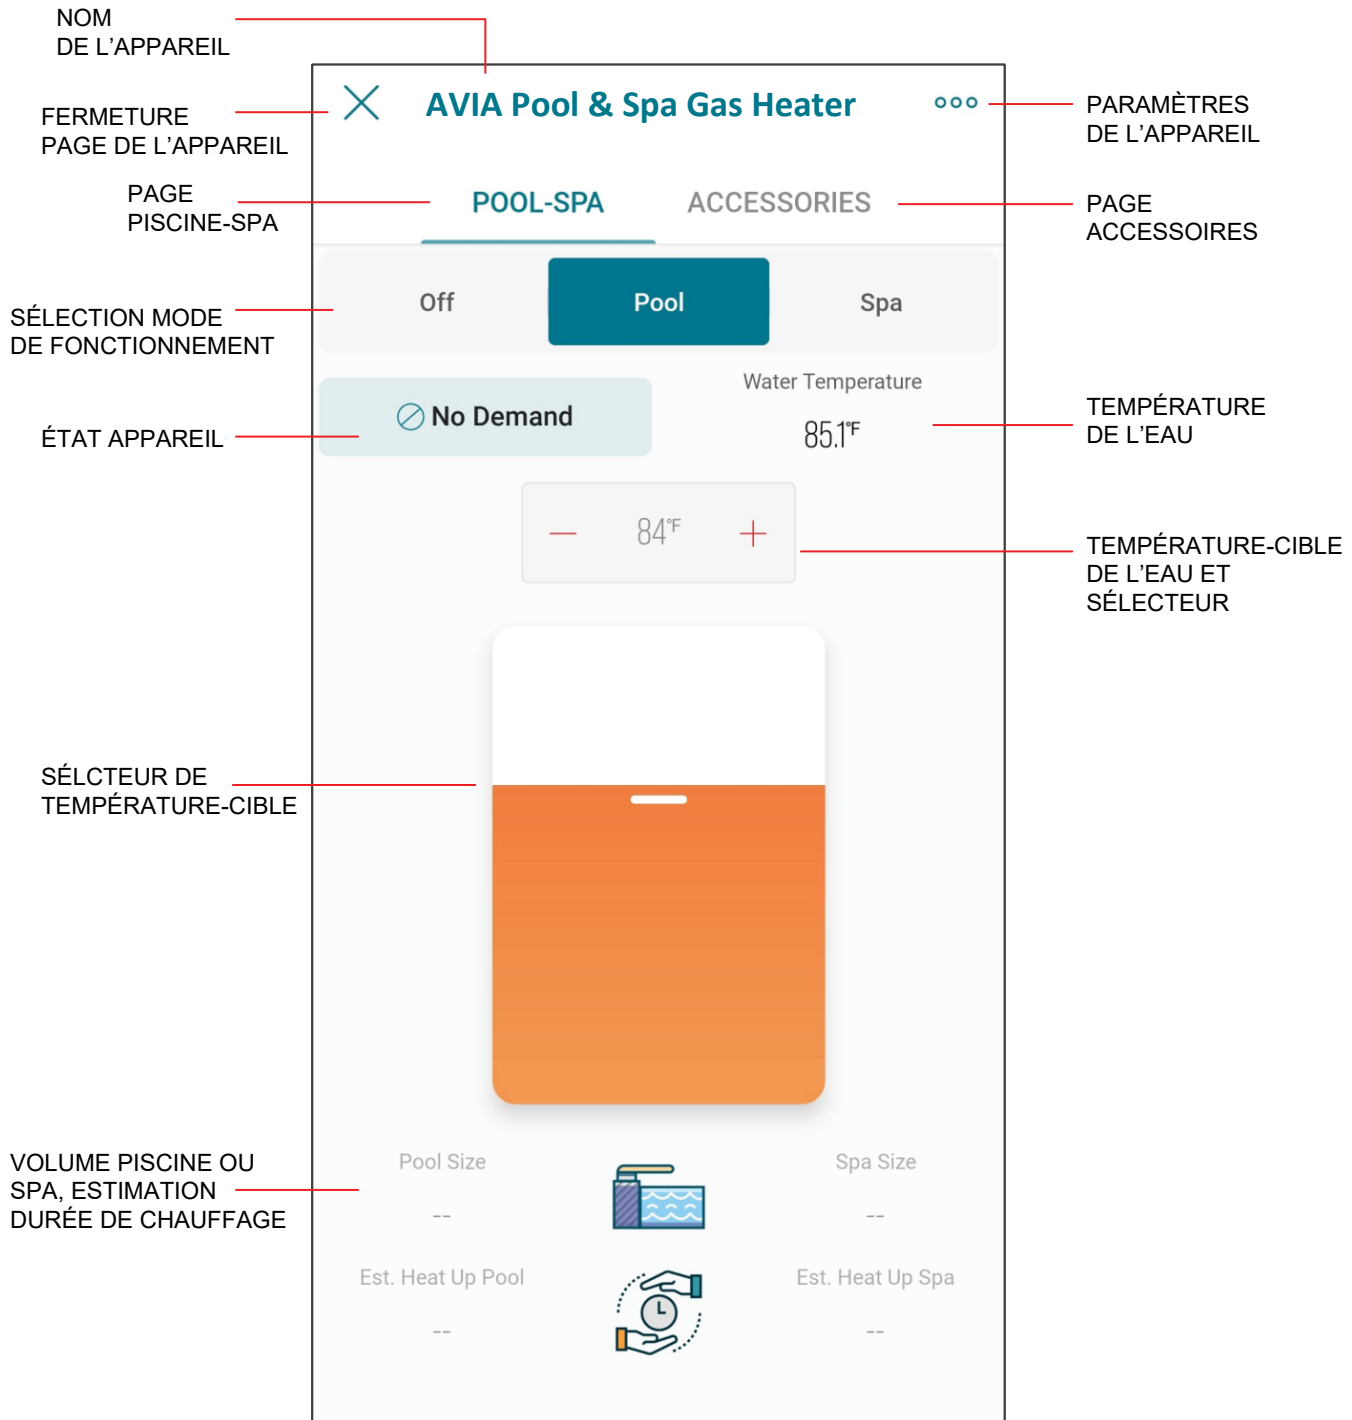 NOM
DE L’APPAREIL
AVIA Pool & Spa Gas Heater
FERMETURE
PAGE DE L’APPAREIL
PARAMÈTRES
DE L’APPAREIL
PAGE
PISCINE-SPA
POOL-SPA
ACCESSORIES
PAGE
ACCESSOIRES
SÉLECTION MODE
DE FONCTIONNEMENT
Off
Pool
Spa
ÉTAT APPAREIL
No Demand
Water Temperature
85.1°F
TEMPÉRATURE
DE L’EAU
— 84°F +
TEMPÉRATURE-CIBLE
DE L’EAU ET
SÉLECTEUR
SÉLCTEUR DE
TEMPÉRATURE-CIBLE
VOLUME PISCINE OU
SPA, ESTIMATION
DURÉE DE CHAUFFAGE
Pool Size
--
Spa Size
--
Est. Heat Up Pool
--
Est. Heat Up Spa
--